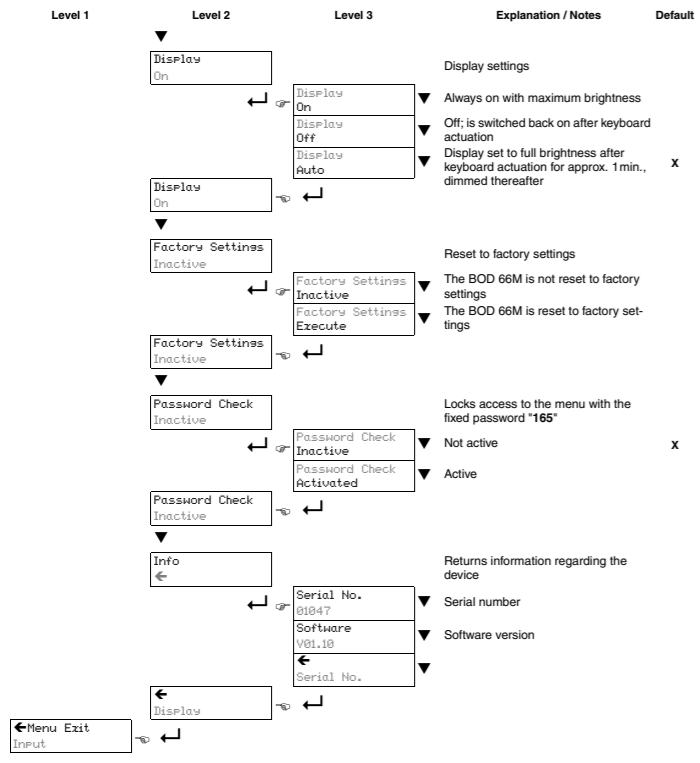 Level 1 Level 2 Level 3 Explanation / Notes Default
▼
Display
On
Display settings
↵ ☞ Display
On
▼ Always on with maximum brightness
Display
Off
▼ Off; is switched back on after keyboard
actuation
Display
Auto
▼ Display set to full brightness after
keyboard actuation for approx. 1 min.,
dimmed thereafter
x
Display
On
☜ ↵
▼
Factory Settings
Inactive
Reset to factory settings
↵ ☞ Factory Settings
Inactive
▼ The BOD 66M is not reset to factory
settings
Factory Settings
Execute
▼ The BOD 66M is reset to factory set-
tings
Factory Settings
Inactive
☜ ↵
▼
Password Check
Inactive
Locks access to the menu with the
fixed password "165"
↵ ☞ Password Check
Inactive
▼ Not active x
Password Check
Activated
▼ Active
Password Check
Inactive
☜ ↵
▼
Info
←
Returns information regarding the
device
↵ ☞ Serial No.
01047
▼ Serial number
Software
V01.10
▼ Software version
←
Serial No.
▼
←
Display
☜ ↵
←Menu Exit
Input
☜ ↵